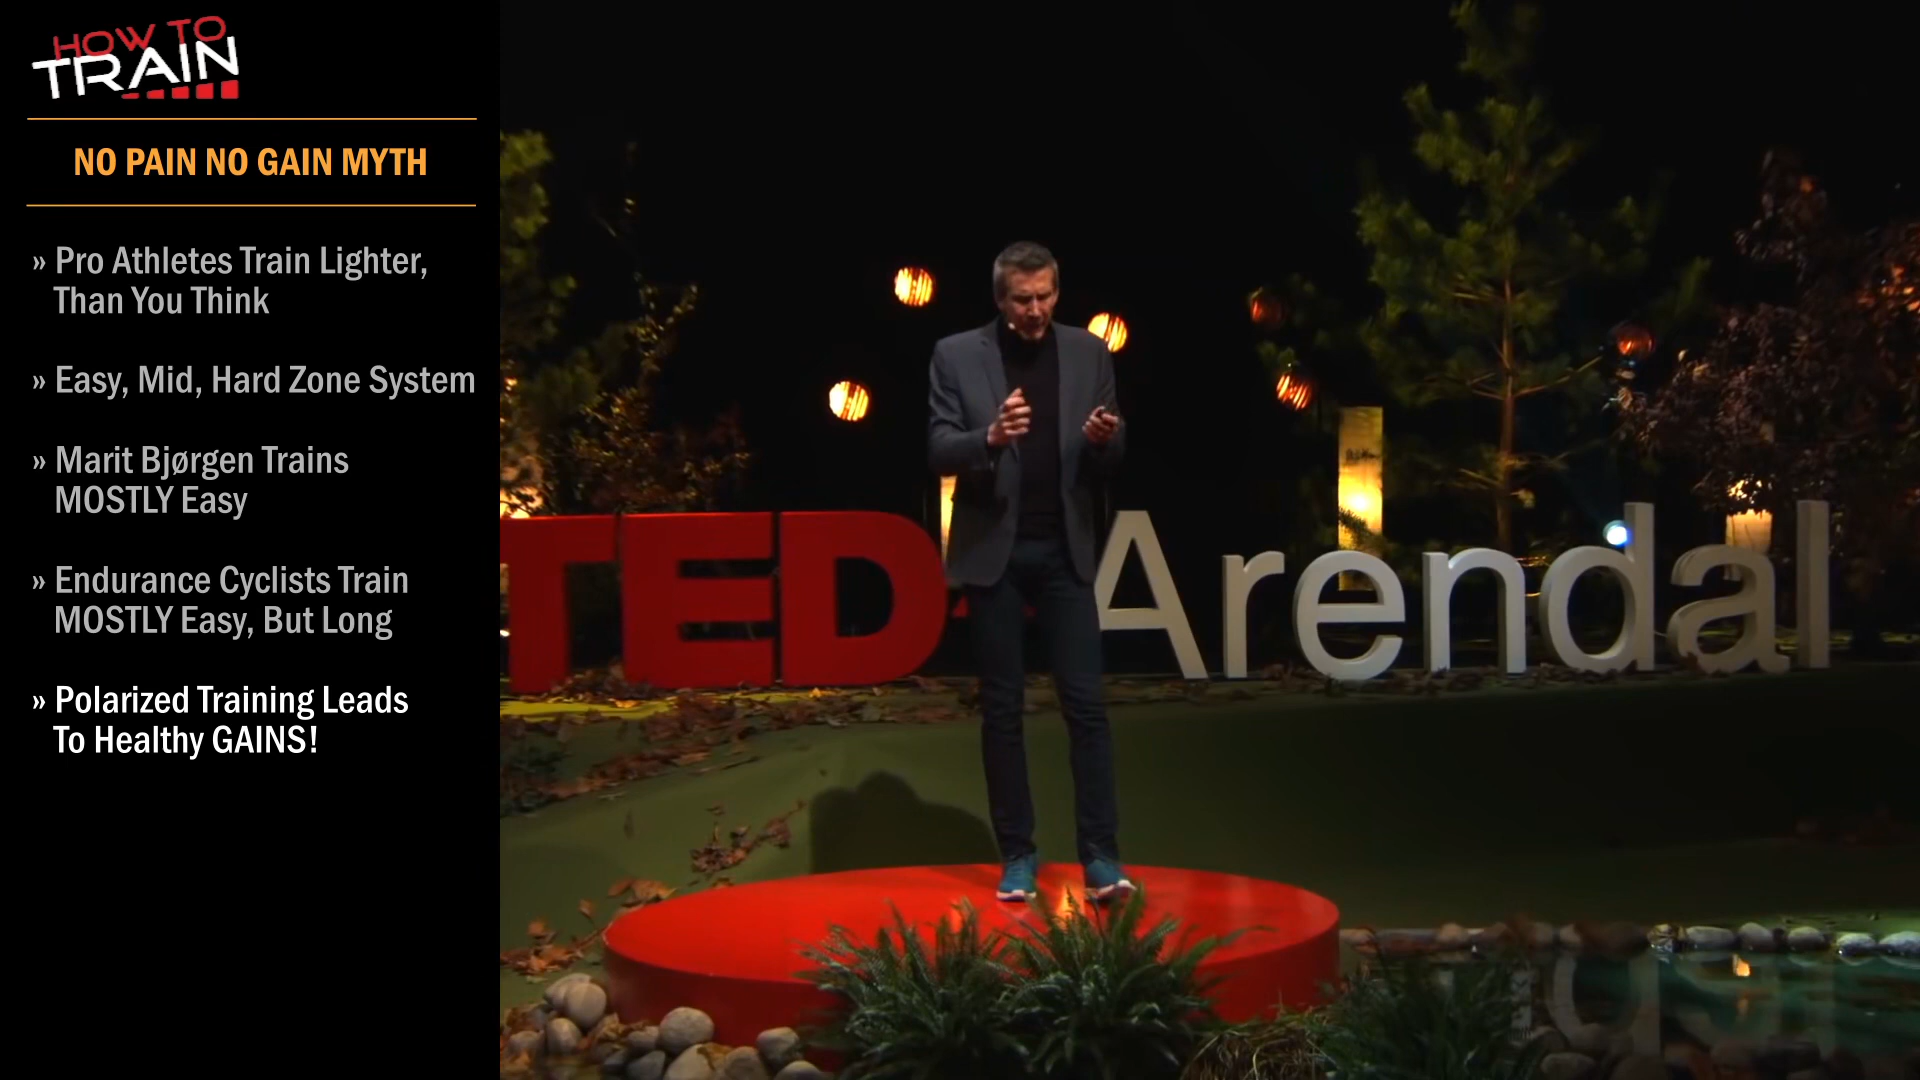 HOW TO
TRAIN
NO PAIN NO GAIN MYTH
» Pro Athletes Train Lighter,
Than You Think
» Easy, Mid, Hard Zone System
» Marit Bjørgen Trains
MOSTLY Easy
» Endurance Cyclists Train
MOSTLY Easy, But Long
» Polarized Training Leads
To Healthy GAINS!
TEDx Arendal